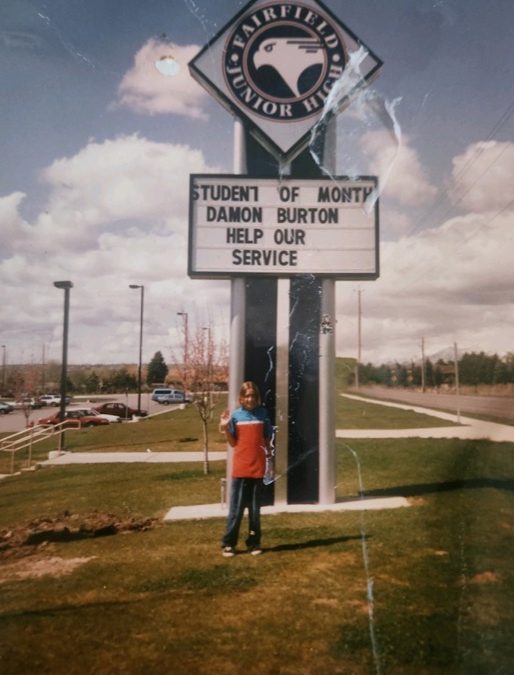 FAIRFIELD
JUNIOR HIGH
STUDENT OF MONTH
DAMON BURTON
HELP OUR
SERVICE